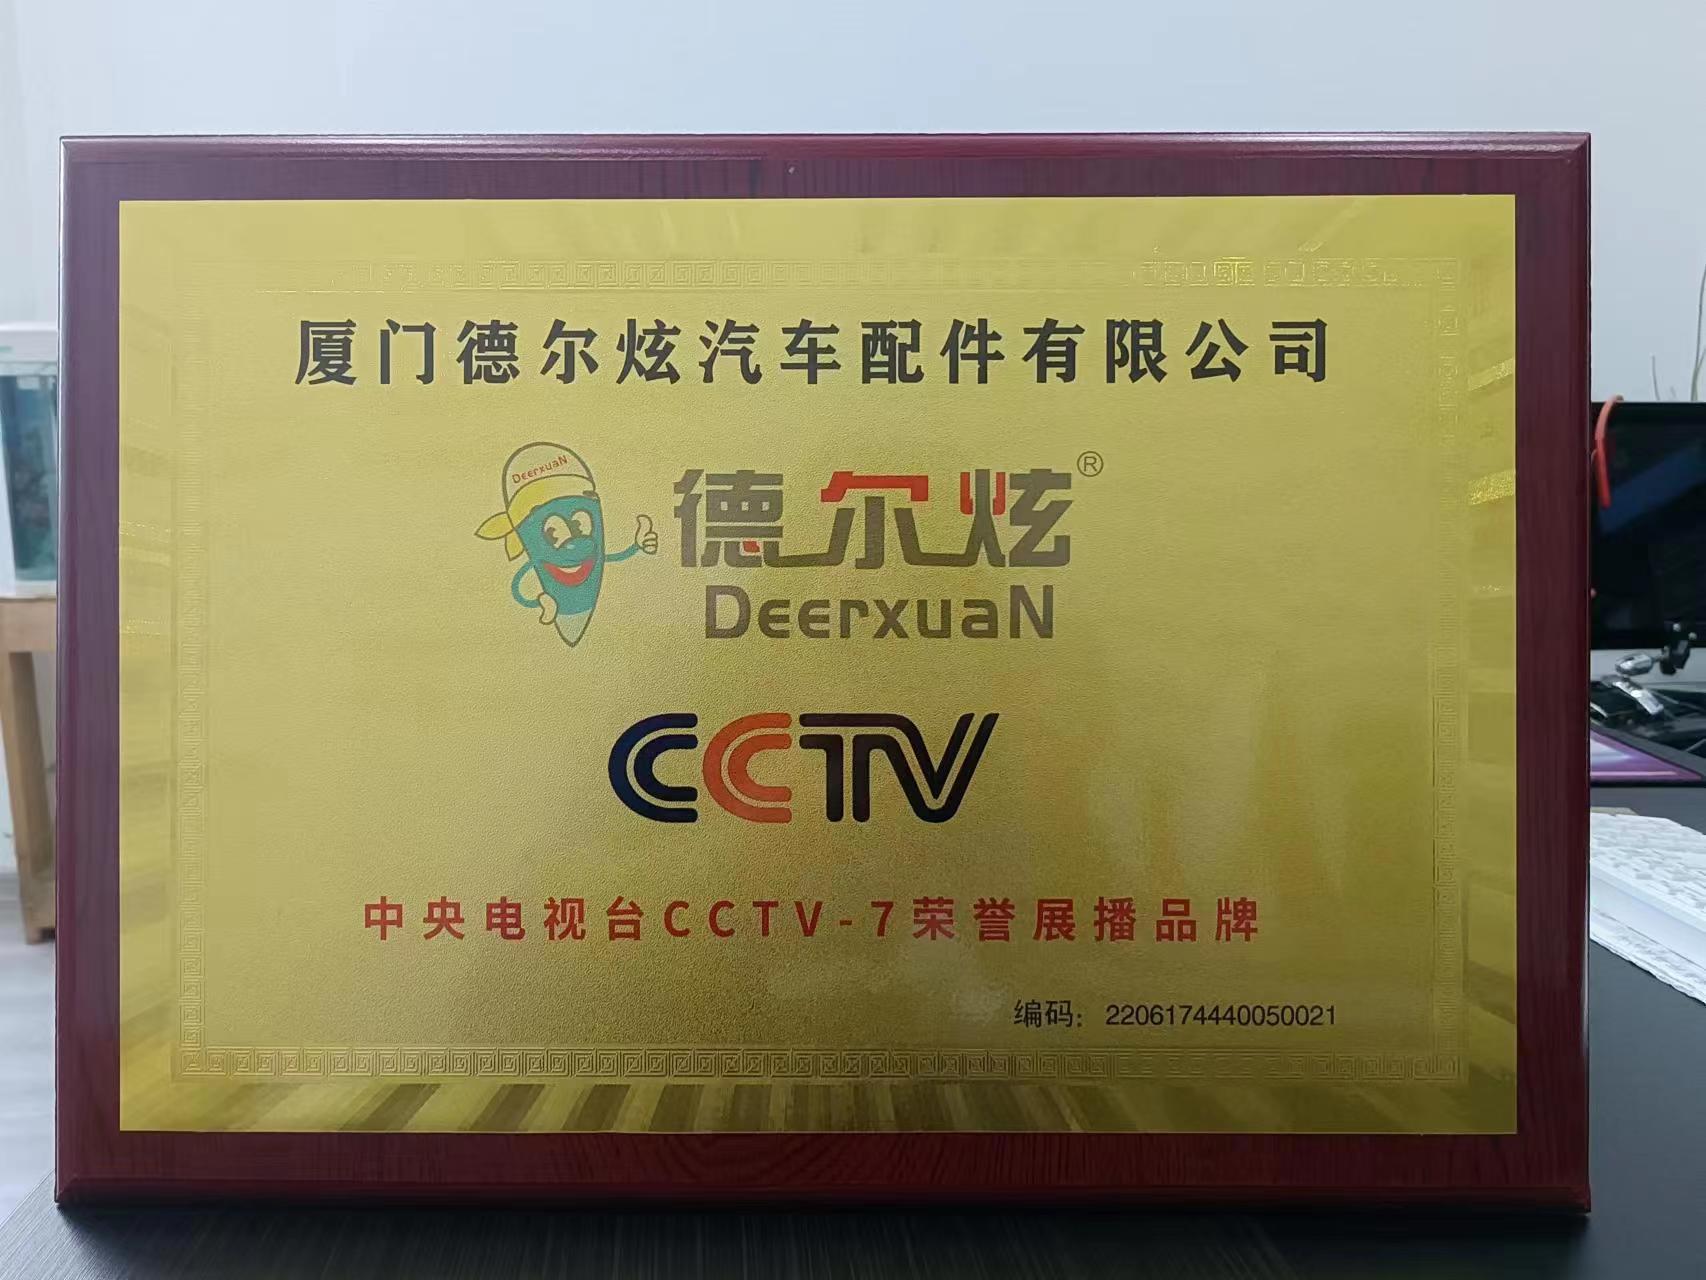 厦门德尔炫汽车配件有限公司
DeerxuaN
德尔炫®
DeerxuaN
CCTV
中央电视台CCTV-7荣誉展播品牌
编码：2206174440050021